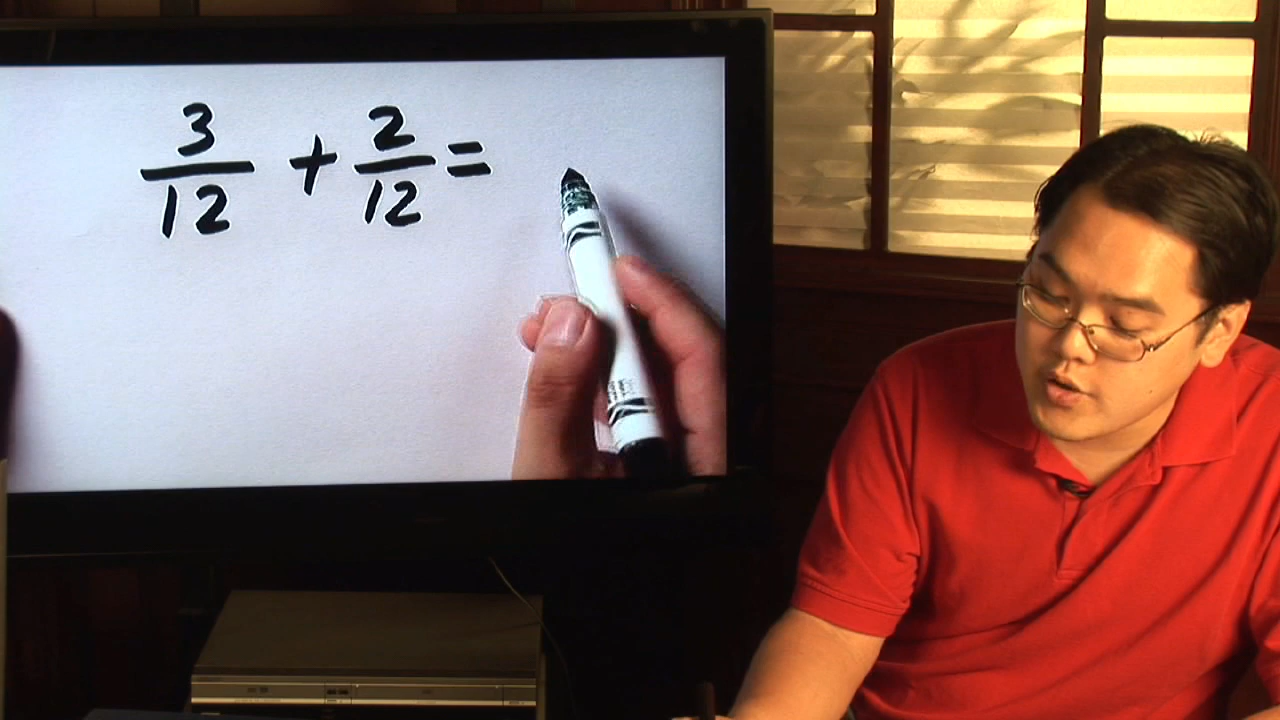 3/12 + 2/12 =